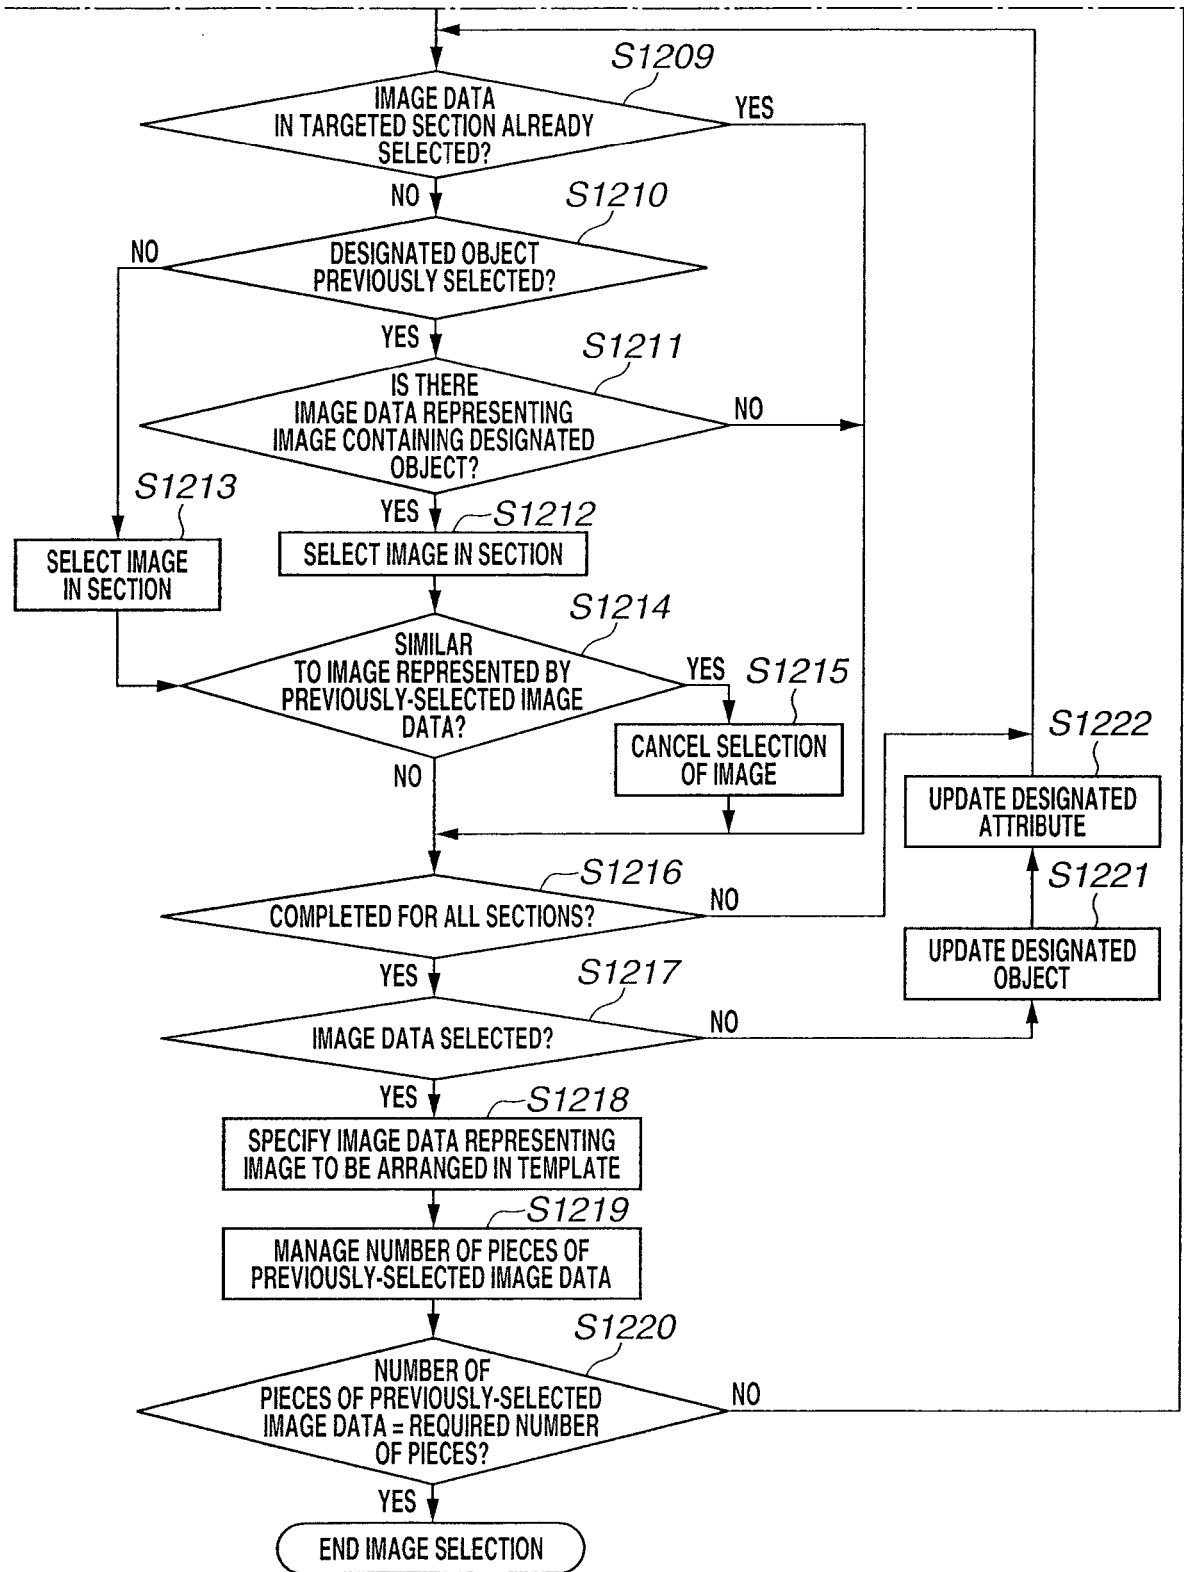 S1209
IMAGE DATA
IN TARGETED SECTION ALREADY
SELECTED?
YES
NO
S1210
NO
DESIGNATED OBJECT
PREVIOUSLY SELECTED?
YES
S1211
IS THERE
IMAGE DATA REPRESENTING
IMAGE CONTAINING DESIGNATED
OBJECT?
NO
S1213
YES
S1212
SELECT IMAGE
IN SECTION
SELECT IMAGE IN SECTION
S1214
SIMILAR
TO IMAGE REPRESENTED BY
PREVIOUSLY-SELECTED IMAGE
DATA?
YES
S1215
CANCEL SELECTION
OF IMAGE
NO
S1222
UPDATE DESIGNATED
ATTRIBUTE
S1216
COMPLETED FOR ALL SECTIONS?
NO
S1221
UPDATE DESIGNATED
OBJECT
YES
S1217
IMAGE DATA SELECTED?
NO
YES
S1218
SPECIFY IMAGE DATA REPRESENTING
IMAGE TO BE ARRANGED IN TEMPLATE
S1219
MANAGE NUMBER OF PIECES OF
PREVIOUSLY-SELECTED IMAGE DATA
S1220
NUMBER OF
PIECES OF PREVIOUSLY-SELECTED
IMAGE DATA = REQUIRED NUMBER
OF PIECES?
NO
YES
END IMAGE SELECTION